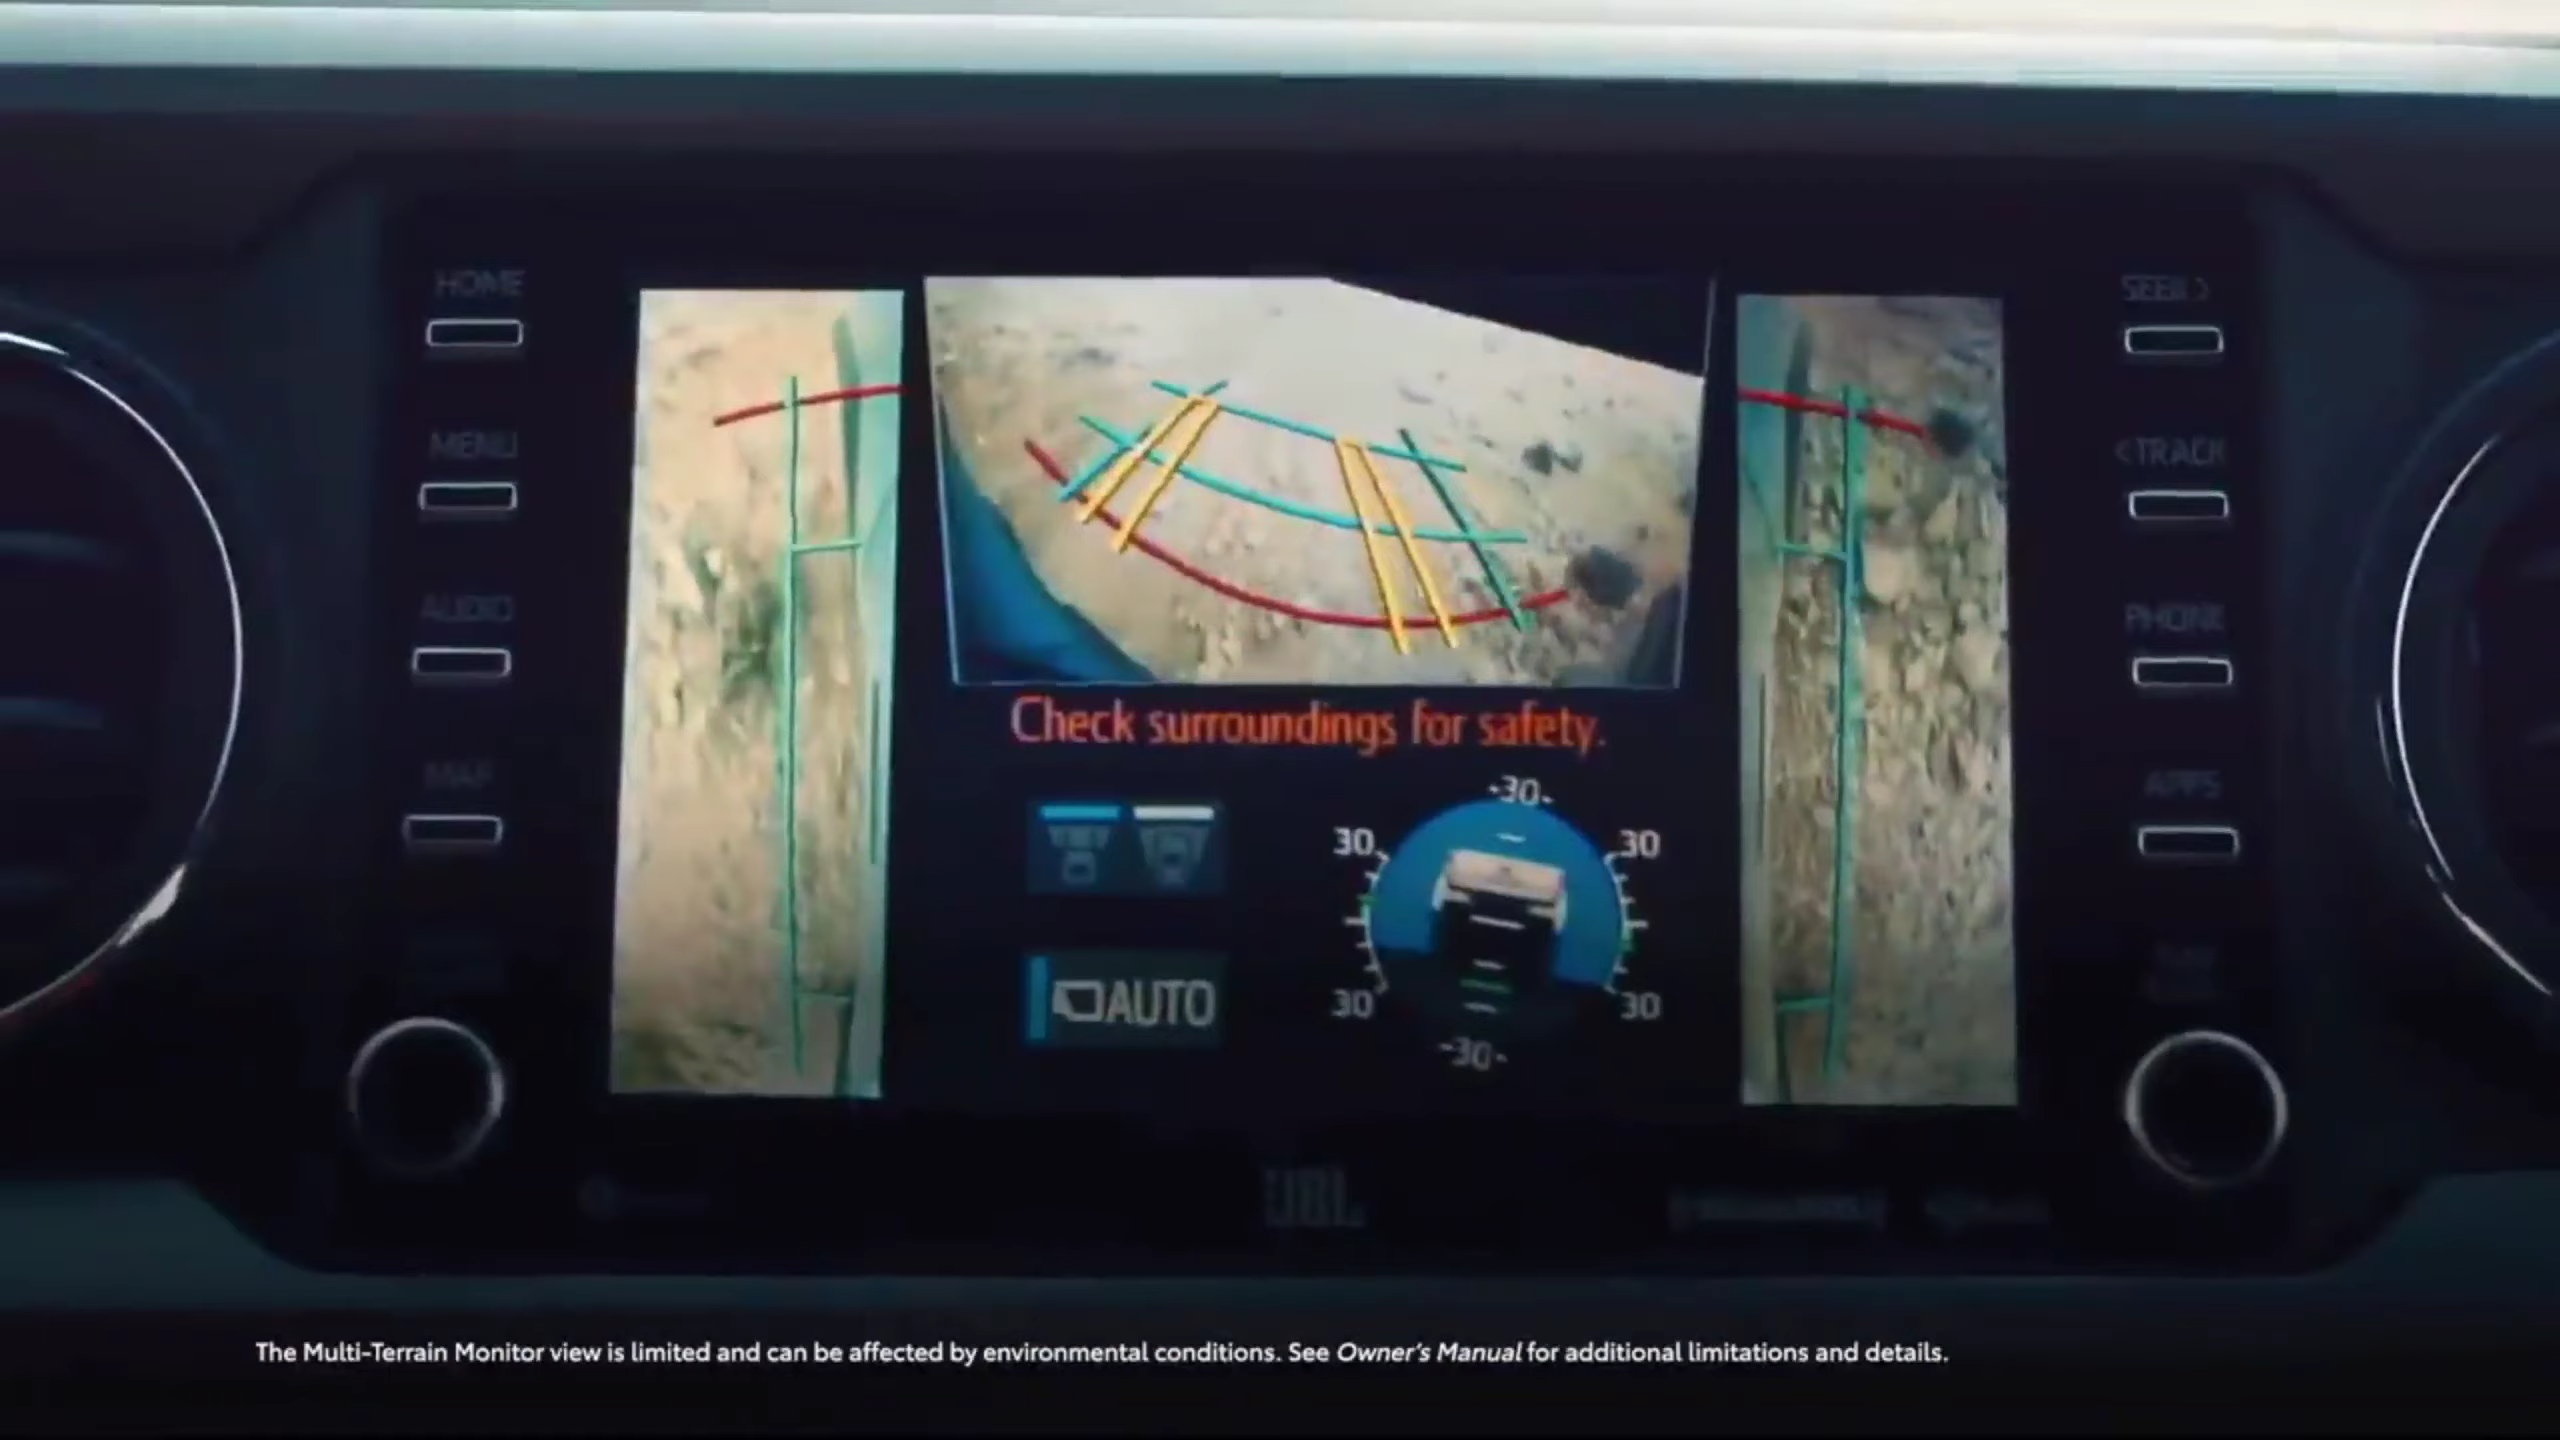 HOME
SEEK >
MENU
< TRACK
AUDIO
PHONE
MAP
APPS
Check surroundings for safety.
-30-
30
30
AUTO
30
30
-30-
JBL
The Multi-Terrain Monitor view is limited and can be affected by environmental conditions. See Owner's Manual for additional limitations and details.